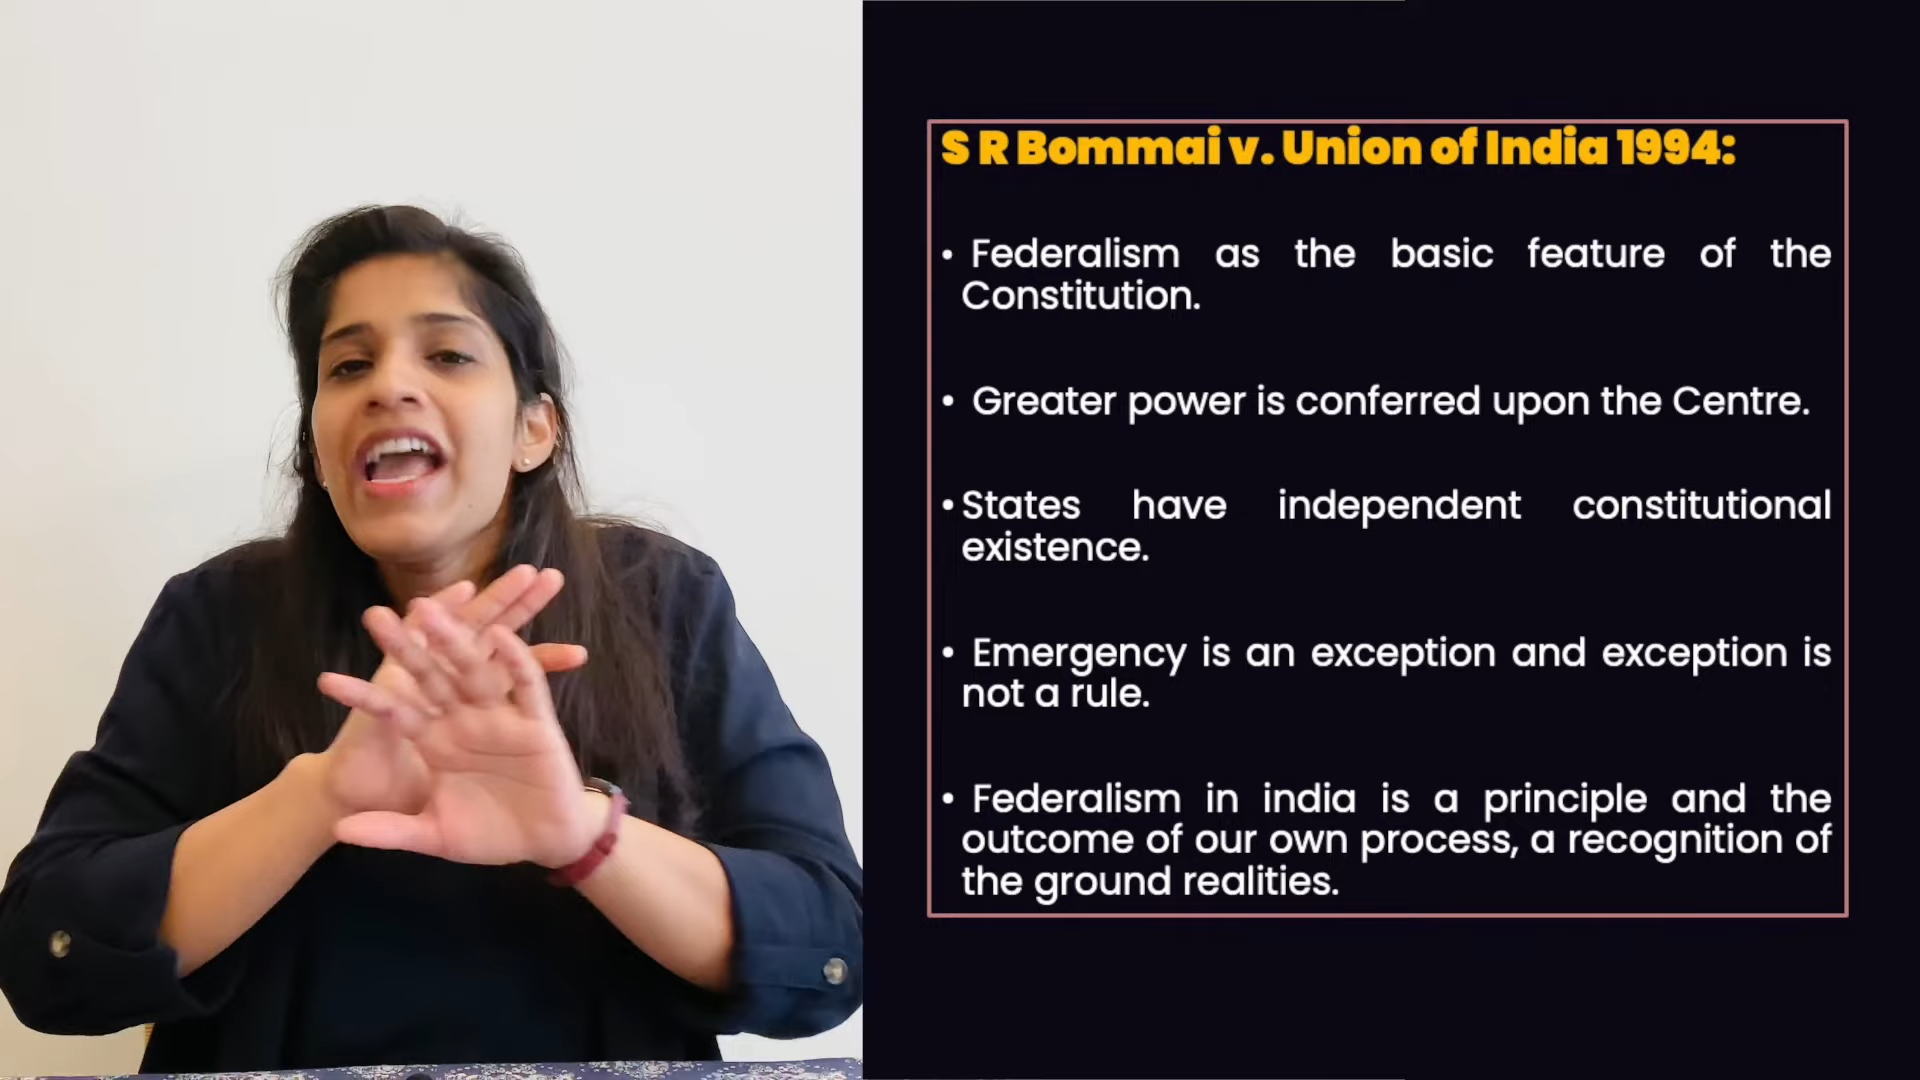 S R Bommai v. Union of India 1994:
• Federalism as the basic feature of the
Constitution.
• Greater power is conferred upon the Centre.
• States have independent constitutional
existence.
• Emergency is an exception and exception is
not a rule.
• Federalism in india is a principle and the
outcome of our own process, a recognition of
the ground realities.